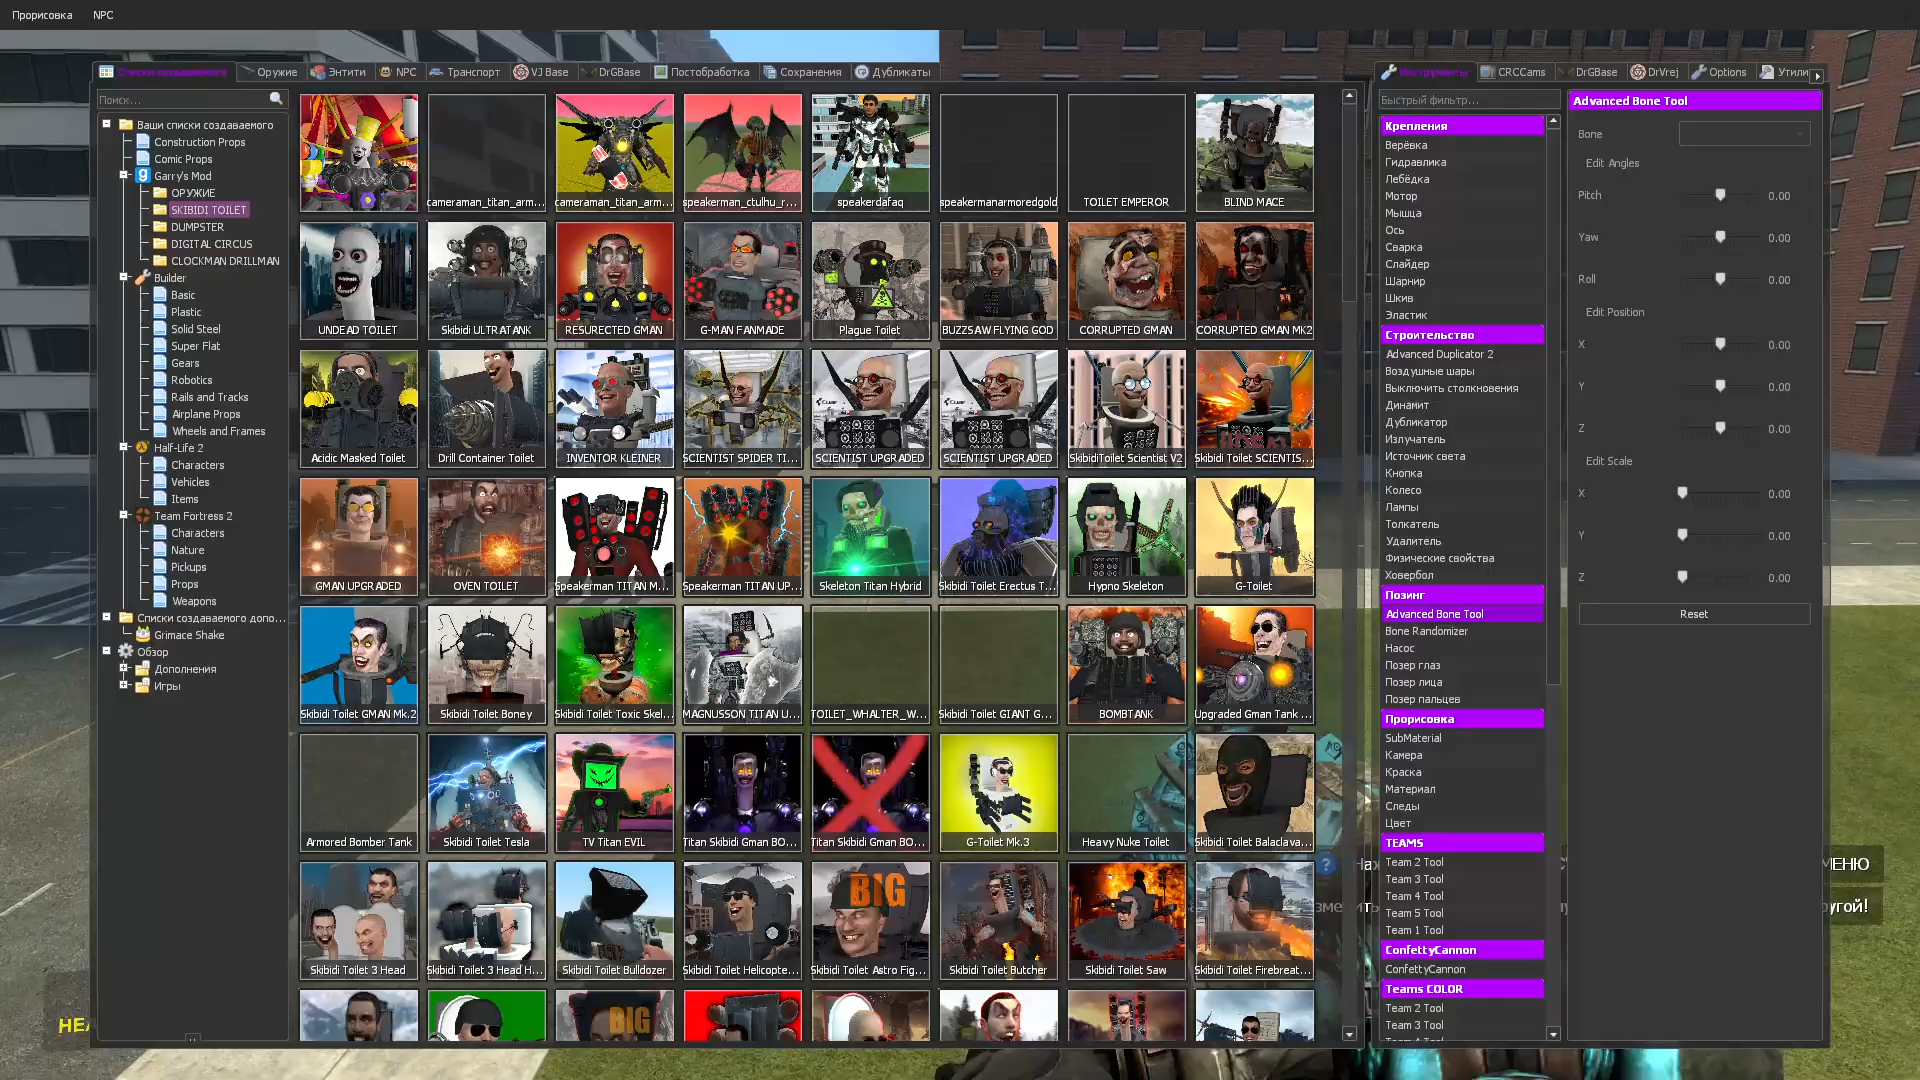 Прорисовка NPC
Списки создаваемого Оружие Энтити NPC Транспорт VJ Base DrGBase Постобработка Сохранения Дубликаты
Поиск...
Ваши списки создаваемого
Construction Props
Comic Props
Garry's Mod
ОРУЖИЕ
SKIBIDI TOILET
DUMPSTER
DIGITAL CIRCUS
CLOCKMAN DRILLMAN
Builder
Basic
Plastic
Solid Steel
Super Flat
Gears
Robotics
Rails and Tracks
Airplane Props
Wheels and Frames
Half-Life 2
Characters
Vehicles
Items
Team Fortress 2
Characters
Nature
Pickups
Props
Weapons
Списки создаваемого допо...
Grimace Shake
Обзор
Дополнения
Игры
cameraman_titan_arm... cameraman_titan_arm... speakerman_ctulhu_r... speakerdafaq speakermanarmoredgold TOILET EMPEROR BLIND MACE
UNDEAD TOILET Skibidi ULTRATANK RESURECTED GMAN G-MAN FANMADE Plague Toilet BUZZSAW FLYING GOD CORRUPTED GMAN CORRUPTED GMAN MK2
Acidic Masked Toilet Drill Container Toilet INVENTOR KLEINER SCIENTIST SPIDER TI... SCIENTIST UPGRADED SCIENTIST UPGRADED SkibidiToilet Scientist V2 Skibidi Toilet SCIENTIS...
GMAN UPGRADED OVEN TOILET Speakerman TITAN M... Speakerman TITAN UP... Skeleton Titan Hybrid Skibidi Toilet Erectus T... Hypno Skeleton G-Toilet
Skibidi Toilet GMAN Mk.2 Skibidi Toilet Boney Skibidi Toilet Toxic Skel... MAGNUSSON TITAN U... TOILET_WHALTER_W... Skibidi Toilet GIANT G... BOMBTANK Upgraded Gman Tank ...
Armored Bomber Tank Skibidi Toilet Tesla TV Titan EVIL Titan Skibidi Gman BO... Titan Skibidi Gman BO... G-Toilet Mk.3 Heavy Nuke Toilet Skibidi Toilet Balaclava...
BIG
Skibidi Toilet 3 Head Skibidi Toilet 3 Head H... Skibidi Toilet Bulldozer Skibidi Toilet Helicopte... Skibidi Toilet Astro Fig... Skibidi Toilet Butcher Skibidi Toilet Saw Skibidi Toilet Firebreat...
BIG
Инструменты CRCCams DrGBase DrVrej Options Утили
Быстрый фильтр...
Крепления
Верёвка
Гидравлика
Лебёдка
Мотор
Мышца
Ось
Сварка
Слайдер
Шарнир
Шкив
Эластик
Строительство
Advanced Duplicator 2
Воздушные шары
Выключить столкновения
Динамит
Дубликатор
Излучатель
Источник света
Кнопка
Колесо
Лампы
Толкатель
Удалитель
Физические свойства
Ховербол
Позинг
Advanced Bone Tool
Bone Randomizer
Насос
Позер глаз
Позер лица
Позер пальцев
Прорисовка
SubMaterial
Камера
Краска
Материал
Следы
Цвет
TEAMS
Team 2 Tool
Team 3 Tool
Team 4 Tool
Team 5 Tool
Team 1 Tool
ConfettyCannon
ConfettyCannon
Teams COLOR
Team 2 Tool
Team 3 Tool
Advanced Bone Tool
Bone
Edit Angles
Pitch 0.00
Yaw 0.00
Roll 0.00
Edit Position
X 0.00
Y 0.00
Z 0.00
Edit Scale
X 0.00
Y 0.00
Z 0.00
Reset